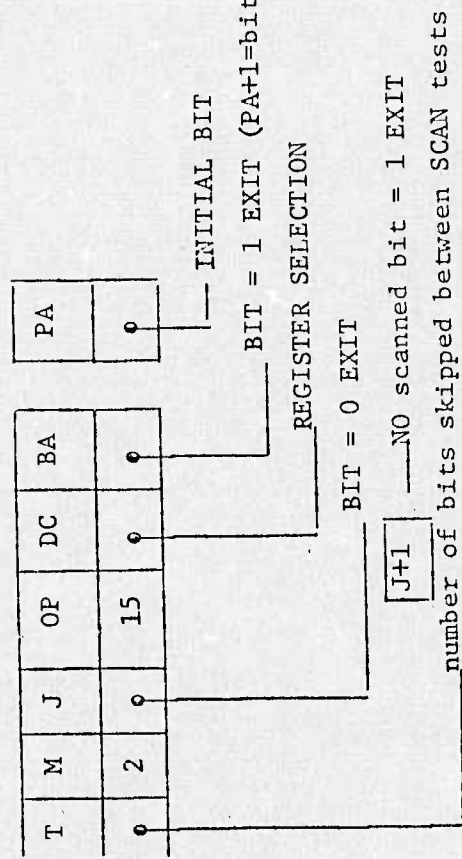 T M J OP DC BA PA
2 15
INITIAL BIT
BIT = 1 EXIT (PA+1=bit
REGISTER SELECTION
BIT = 0 EXIT
J+1 NO scanned bit = 1 EXIT
number of bits skipped between SCAN tests